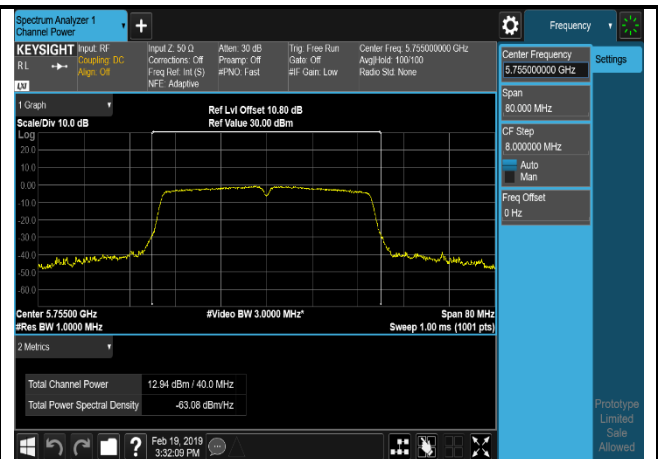 Spectrum Analyzer 1
Channel Power
+
Frequency
KEYSIGHT
RL
Input: RF
Coupling: DC
Align: Off
Input Z: 50 Ω
Corrections: Off
Freq Ref: Int (S)
NFE: Adaptive
Atten: 30 dB
Preamp: Off
#PNO: Fast
Trig: Free Run
Gate: Off
#IF Gain: Low
Center Freq: 5.755000000 GHz
Avg|Hold: 100/100
Radio Std: None
1 Graph
Scale/Div 10.0 dB
Ref Lvl Offset 10.80 dB
Ref Value 30.00 dBm
Log
20.0
10.0
0.00
-10.0
-20.0
-30.0
-40.0
-50.0
-60.0
Center 5.75500 GHz
#Video BW 3.0000 MHz*
Span 80 MHz
#Res BW 1.0000 MHz
Sweep 1.00 ms (1001 pts)
2 Metrics
Total Channel Power 12.94 dBm / 40.0 MHz
Total Power Spectral Density -63.08 dBm/Hz
Feb 19, 2019
3:32:09 PM
?
Center Frequency
5.755000000 GHz
Settings
Span
80.000 MHz
CF Step
8.000000 MHz
Auto
Man
Freq Offset
0 Hz
Prototype
Limited
Sale
Allowed